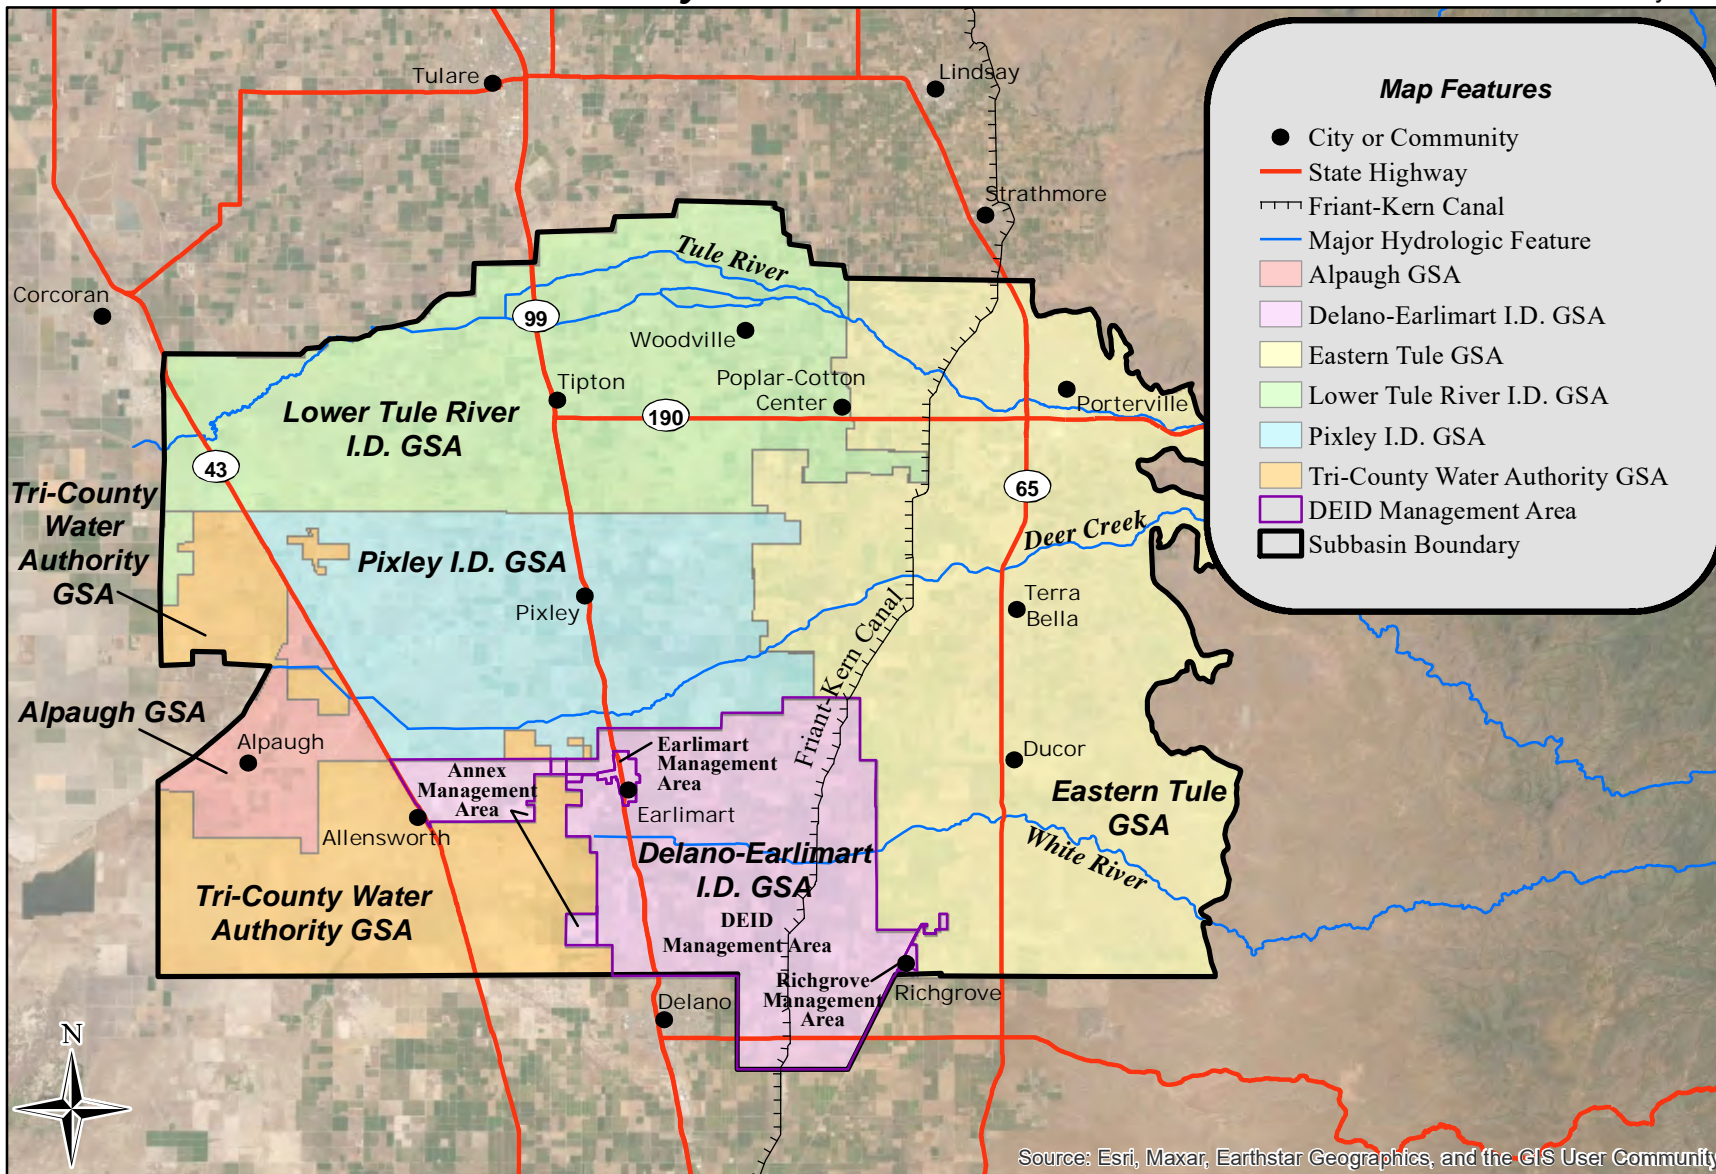 Tulare
Lindsay
Strathmore
Corcoran
Tule River
99
Woodville
Tipton
Poplar-Cotton
Center
Porterville
Lower Tule River
I.D. GSA
190
43
65
Tri-County
Water
Authority
GSA
Pixley I.D. GSA
Deer Creek
Pixley
Terra
Bella
Friant-Kern Canal
Alpaugh GSA
Alpaugh
Annex
Management
Area
Earlimart
Management
Area
Ducor
Earlimart
Eastern Tule
GSA
Allensworth
White River
Delano-Earlimart
I.D. GSA
Tri-County Water
Authority GSA
DEID
Management Area
Richgrove
Management
Area
Richgrove
Delano
N
Map Features
City or Community
State Highway
Friant-Kern Canal
Major Hydrologic Feature
Alpaugh GSA
Delano-Earlimart I.D. GSA
Eastern Tule GSA
Lower Tule River I.D. GSA
Pixley I.D. GSA
Tri-County Water Authority GSA
DEID Management Area
Subbasin Boundary
Source: Esri, Maxar, Earthstar Geographics, and the GIS User Community